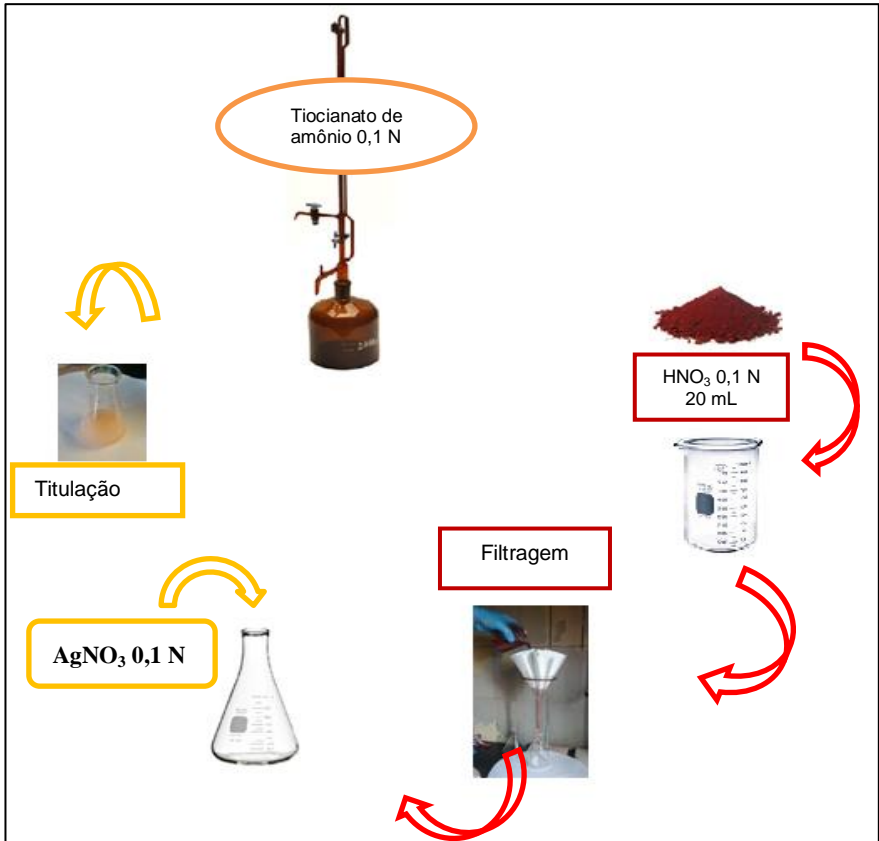 Tiocianato de
amônio 0,1 N
HNO₃ 0,1 N
20 mL
Filtragem
Titulação
AgNO₃ 0,1 N